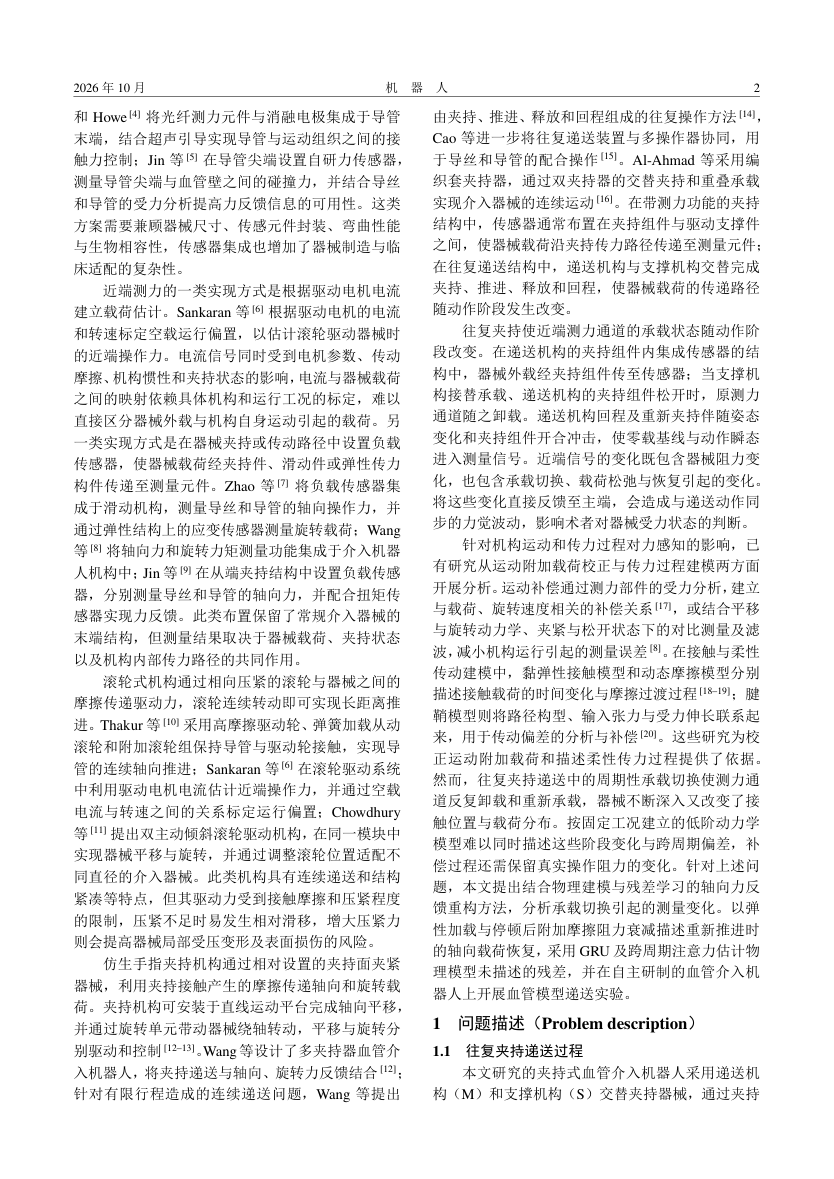 2026 年 10 月
机 器 人
2
和 Howe [4] 将光纤测力元件与消融电极集成于导管
末端，结合超声引导实现导管与运动组织之间的接
触力控制；Jin 等 [5] 在导管尖端设置自研力传感器，
测量导管尖端与血管壁之间的碰撞力，并结合导丝
和导管的受力分析提高力反馈信息的可用性。这类
方案需要兼顾器械尺寸、传感元件封装、弯曲性能
与生物相容性，传感器集成也增加了器械制造与临
床适配的复杂性。
近端测力的一类实现方式是根据驱动电机电流
建立载荷估计。Sankaran 等 [6] 根据驱动电机的电流
和转速标定空载运行偏置，以估计滚轮驱动器械时
的近端操作力。电流信号同时受到电机参数、传动
摩擦、机构惯性和夹持状态的影响，电流与器械载荷
之间的映射依赖具体机构和运行工况的标定，难以
直接区分器械外载与机构自身运动引起的载荷。另
一类实现方式是在器械夹持或传动路径中设置负载
传感器，使器械载荷经夹持件、滑动件或弹性传力
构件传递至测量元件。Zhao 等 [7] 将负载传感器集
成于滑动机构，测量导丝和导管的轴向操作力，并
通过弹性结构上的应变传感器测量旋转载荷；Wang
等 [8] 将轴向力和旋转力矩测量功能集成于介入机器
人机构中；Jin 等 [9] 在从端夹持结构中设置负载传感
器，分别测量导丝和导管的轴向力，并配合扭矩传
感器实现力反馈。此类布置保留了常规介入器械的
末端结构，但测量结果取决于器械载荷、夹持状态
以及机构内部传力路径的共同作用。
滚轮式机构通过相向压紧的滚轮与器械之间的
摩擦传递驱动力，滚轮连续转动即可实现长距离推
进。Thakur 等 [10] 采用高摩擦驱动轮、弹簧加载从动
滚轮和附加滚轮组保持导管与驱动轮接触，实现导
管的连续轴向推进；Sankaran 等 [6] 在滚轮驱动系统
中利用驱动电机电流估计近端操作力，并通过空载
电流与转速之间的关系标定运行偏置；Chowdhury
等 [11] 提出双主动倾斜滚轮驱动机构，在同一模块中
实现器械平移与旋转，并通过调整滚轮位置适配不
同直径的介入器械。此类机构具有连续递送和结构
紧凑等特点，但其驱动力受到接触摩擦和压紧程度
的限制，压紧不足时易发生相对滑移，增大压紧力
则会提高器械局部受压变形及表面损伤的风险。
仿生手指夹持机构通过相对设置的夹持面夹紧
器械，利用夹持接触产生的摩擦传递轴向和旋转载
荷。夹持机构可安装于直线运动平台完成轴向平移，
并通过旋转单元带动器械绕轴转动，平移与旋转分
别驱动和控制 [12–13]。Wang 等设计了多夹持器血管介
入机器人，将夹持递送与轴向、旋转力反馈结合 [12]；
针对有限行程造成的连续递送问题，Wang 等提出
由夹持、推进、释放和回程组成的往复操作方法 [14]，
Cao 等进一步将往复递送装置与多操作器协同，用
于导丝和导管的配合操作 [15]。Al-Ahmad 等采用编
织套夹持器，通过双夹持器的交替夹持和重叠承载
实现介入器械的连续运动 [16]。在带测力功能的夹持
结构中，传感器通常布置在夹持组件与驱动支撑件
之间，使器械载荷沿夹持传力路径传递至测量元件；
在往复递送结构中，递送机构与支撑机构交替完成
夹持、推进、释放和回程，使器械载荷的传递路径
随动作阶段发生改变。
往复夹持使近端测力通道的承载状态随动作阶
段改变。在递送机构的夹持组件内集成传感器的结
构中，器械外载经夹持组件传至传感器；当支撑机
构接替承载、递送机构的夹持组件松开时，原测力
通道随之卸载。递送机构回程及重新夹持伴随姿态
变化和夹持组件开合冲击，使零载基线与动作瞬态
进入测量信号。近端信号的变化既包含器械阻力变
化，也包含承载切换、载荷松弛与恢复引起的变化。
将这些变化直接反馈至主端，会造成与递送动作同
步的力觉波动，影响术者对器械受力状态的判断。
针对机构运动和传力过程对力感知的影响，已
有研究从运动附加载荷校正与传力过程建模两方面
开展分析。运动补偿通过测力部件的受力分析，建立
与载荷、旋转速度相关的补偿关系 [17]，或结合平移
与旋转动力学、夹紧与松开状态下的对比测量及滤
波，减小机构运行引起的测量误差 [8]。在接触与柔性
传动建模中，黏弹性接触模型和动态摩擦模型分别
描述接触载荷的时间变化与摩擦过渡过程 [18–19]；腱
鞘模型则将路径构型、输入张力与受力伸长联系起
来，用于传动偏差的分析与补偿 [20]。这些研究为校
正运动附加载荷和描述柔性传力过程提供了依据。
然而，往复夹持递送中的周期性承载切换使测力通
道反复卸载和重新承载，器械不断深入又改变了接
触位置与载荷分布。按固定工况建立的低阶动力学
模型难以同时描述这些阶段变化与跨周期偏差，补
偿过程还需保留真实操作阻力的变化。针对上述问
题，本文提出结合物理建模与残差学习的轴向力反
馈重构方法，分析承载切换引起的测量变化。以弹
性加载与停顿后附加摩擦阻力衰减描述重新推进时
的轴向载荷恢复，采用 GRU 及跨周期注意力估计物
理模型未描述的残差，并在自主研制的血管介入机
器人上开展血管模型递送实验。
1 问题描述（Problem description）
1.1 往复夹持递送过程
本文研究的夹持式血管介入机器人采用递送机
构（M）和支撑机构（S）交替夹持器械，通过夹持